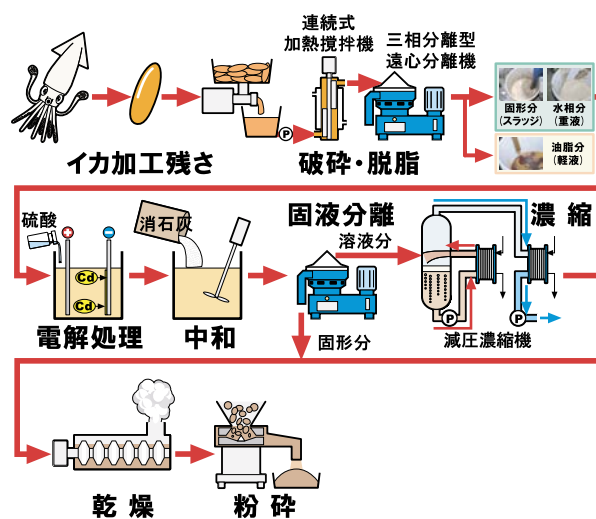 連続式
加熱撹拌機
三相分離型
遠心分離機
固形分
(スラッジ)
水相分
(重液)
油脂分
(軽液)
P
イカ加工残さ
破砕・脱脂
硫酸
消石灰
固液分離
溶液分
濃縮
Cd
Cd
P
P
電解処理
中和
固形分
減圧濃縮機
乾燥
粉砕